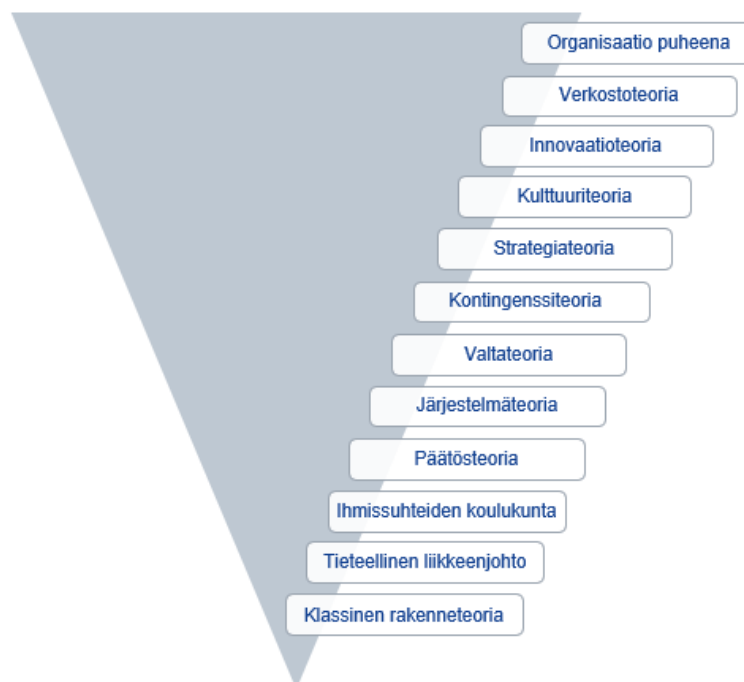 Organisaatio puheena
Verkostoteoria
Innovaatioteoria
Kulttuuriteoria
Strategiateoria
Kontingenssiteoria
Valtateoria
Järjestelmäteoria
Päätösteoria
Ihmissuhteiden koulukunta
Tieteellinen liikkeenjohto
Klassinen rakenneteoria